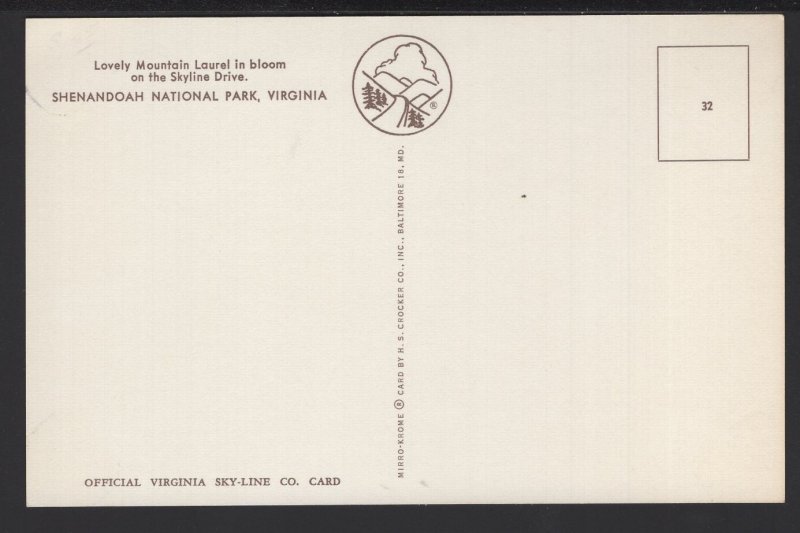 Lovely Mountain Laurel in bloom
on the Skyline Drive.
SHENANDOAH NATIONAL PARK, VIRGINIA
®
32
MIRRO-KROME ® CARD BY H. S. CROCKER CO., INC., BALTIMORE 18, MD.
OFFICIAL VIRGINIA SKY-LINE CO. CARD